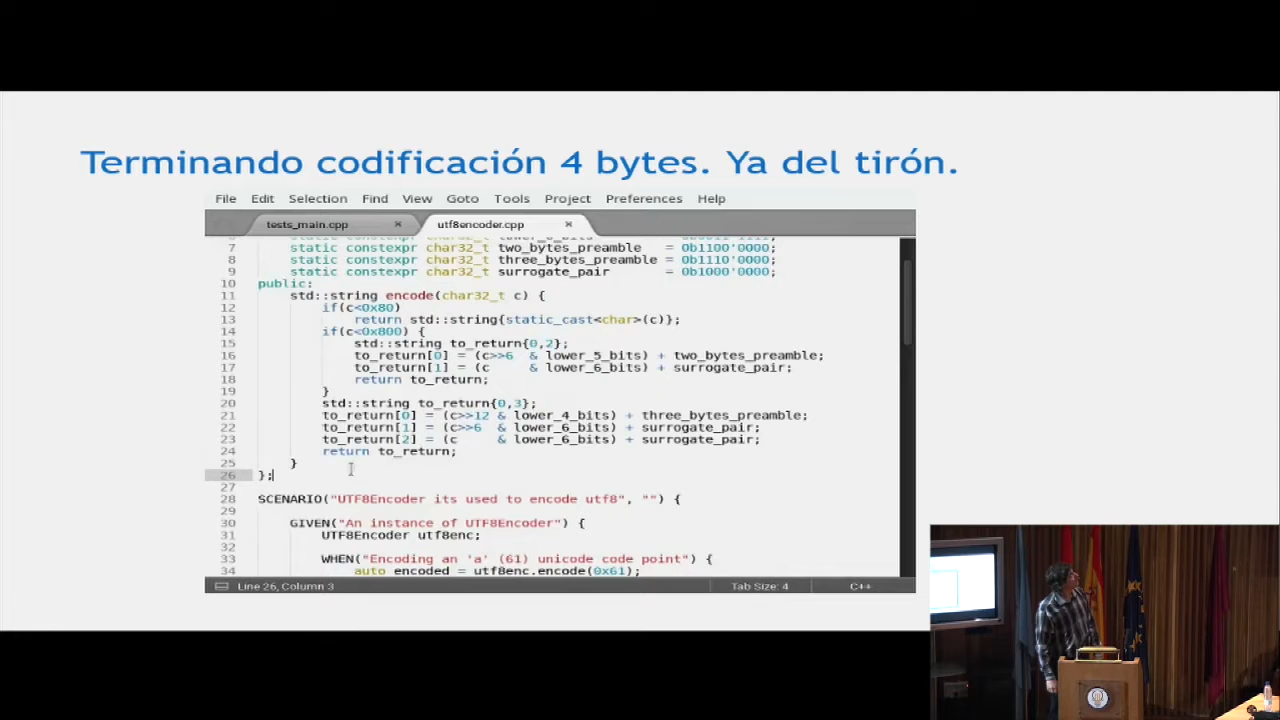 Terminando codificación 4 bytes. Ya del tirón.
File Edit Selection Find View Goto Tools Project Preferences Help
tests_main.cpp × utf8encoder.cpp ×
7 static constexpr char32_t two_bytes_preamble = 0b1100'0000;
8 static constexpr char32_t three_bytes_preamble = 0b1110'0000;
9 static constexpr char32_t surrogate_pair = 0b1000'0000;
10 public:
11 std::string encode(char32_t c) {
12 if(c<0x80)
13 return std::string{static_cast<char>(c)};
14 if(c<0x800) {
15 std::string to_return{0,2};
16 to_return[0] = (c>>6 & lower_5_bits) + two_bytes_preamble;
17 to_return[1] = (c & lower_6_bits) + surrogate_pair;
18 return to_return;
19 }
20 std::string to_return{0,3};
21 to_return[0] = (c>>12 & lower_4_bits) + three_bytes_preamble;
22 to_return[1] = (c>>6 & lower_6_bits) + surrogate_pair;
23 to_return[2] = (c & lower_6_bits) + surrogate_pair;
24 return to_return;
25 }
26 };
27
28 SCENARIO("UTF8Encoder its used to encode utf8", "") {
29
30 GIVEN("An instance of UTF8Encoder") {
31 UTF8Encoder utf8enc;
32
33 WHEN("Encoding an 'a' (61) unicode code point") {
34 auto encoded = utf8enc.encode(0x61);
Line 26, Column 3 Tab Size: 4 C++